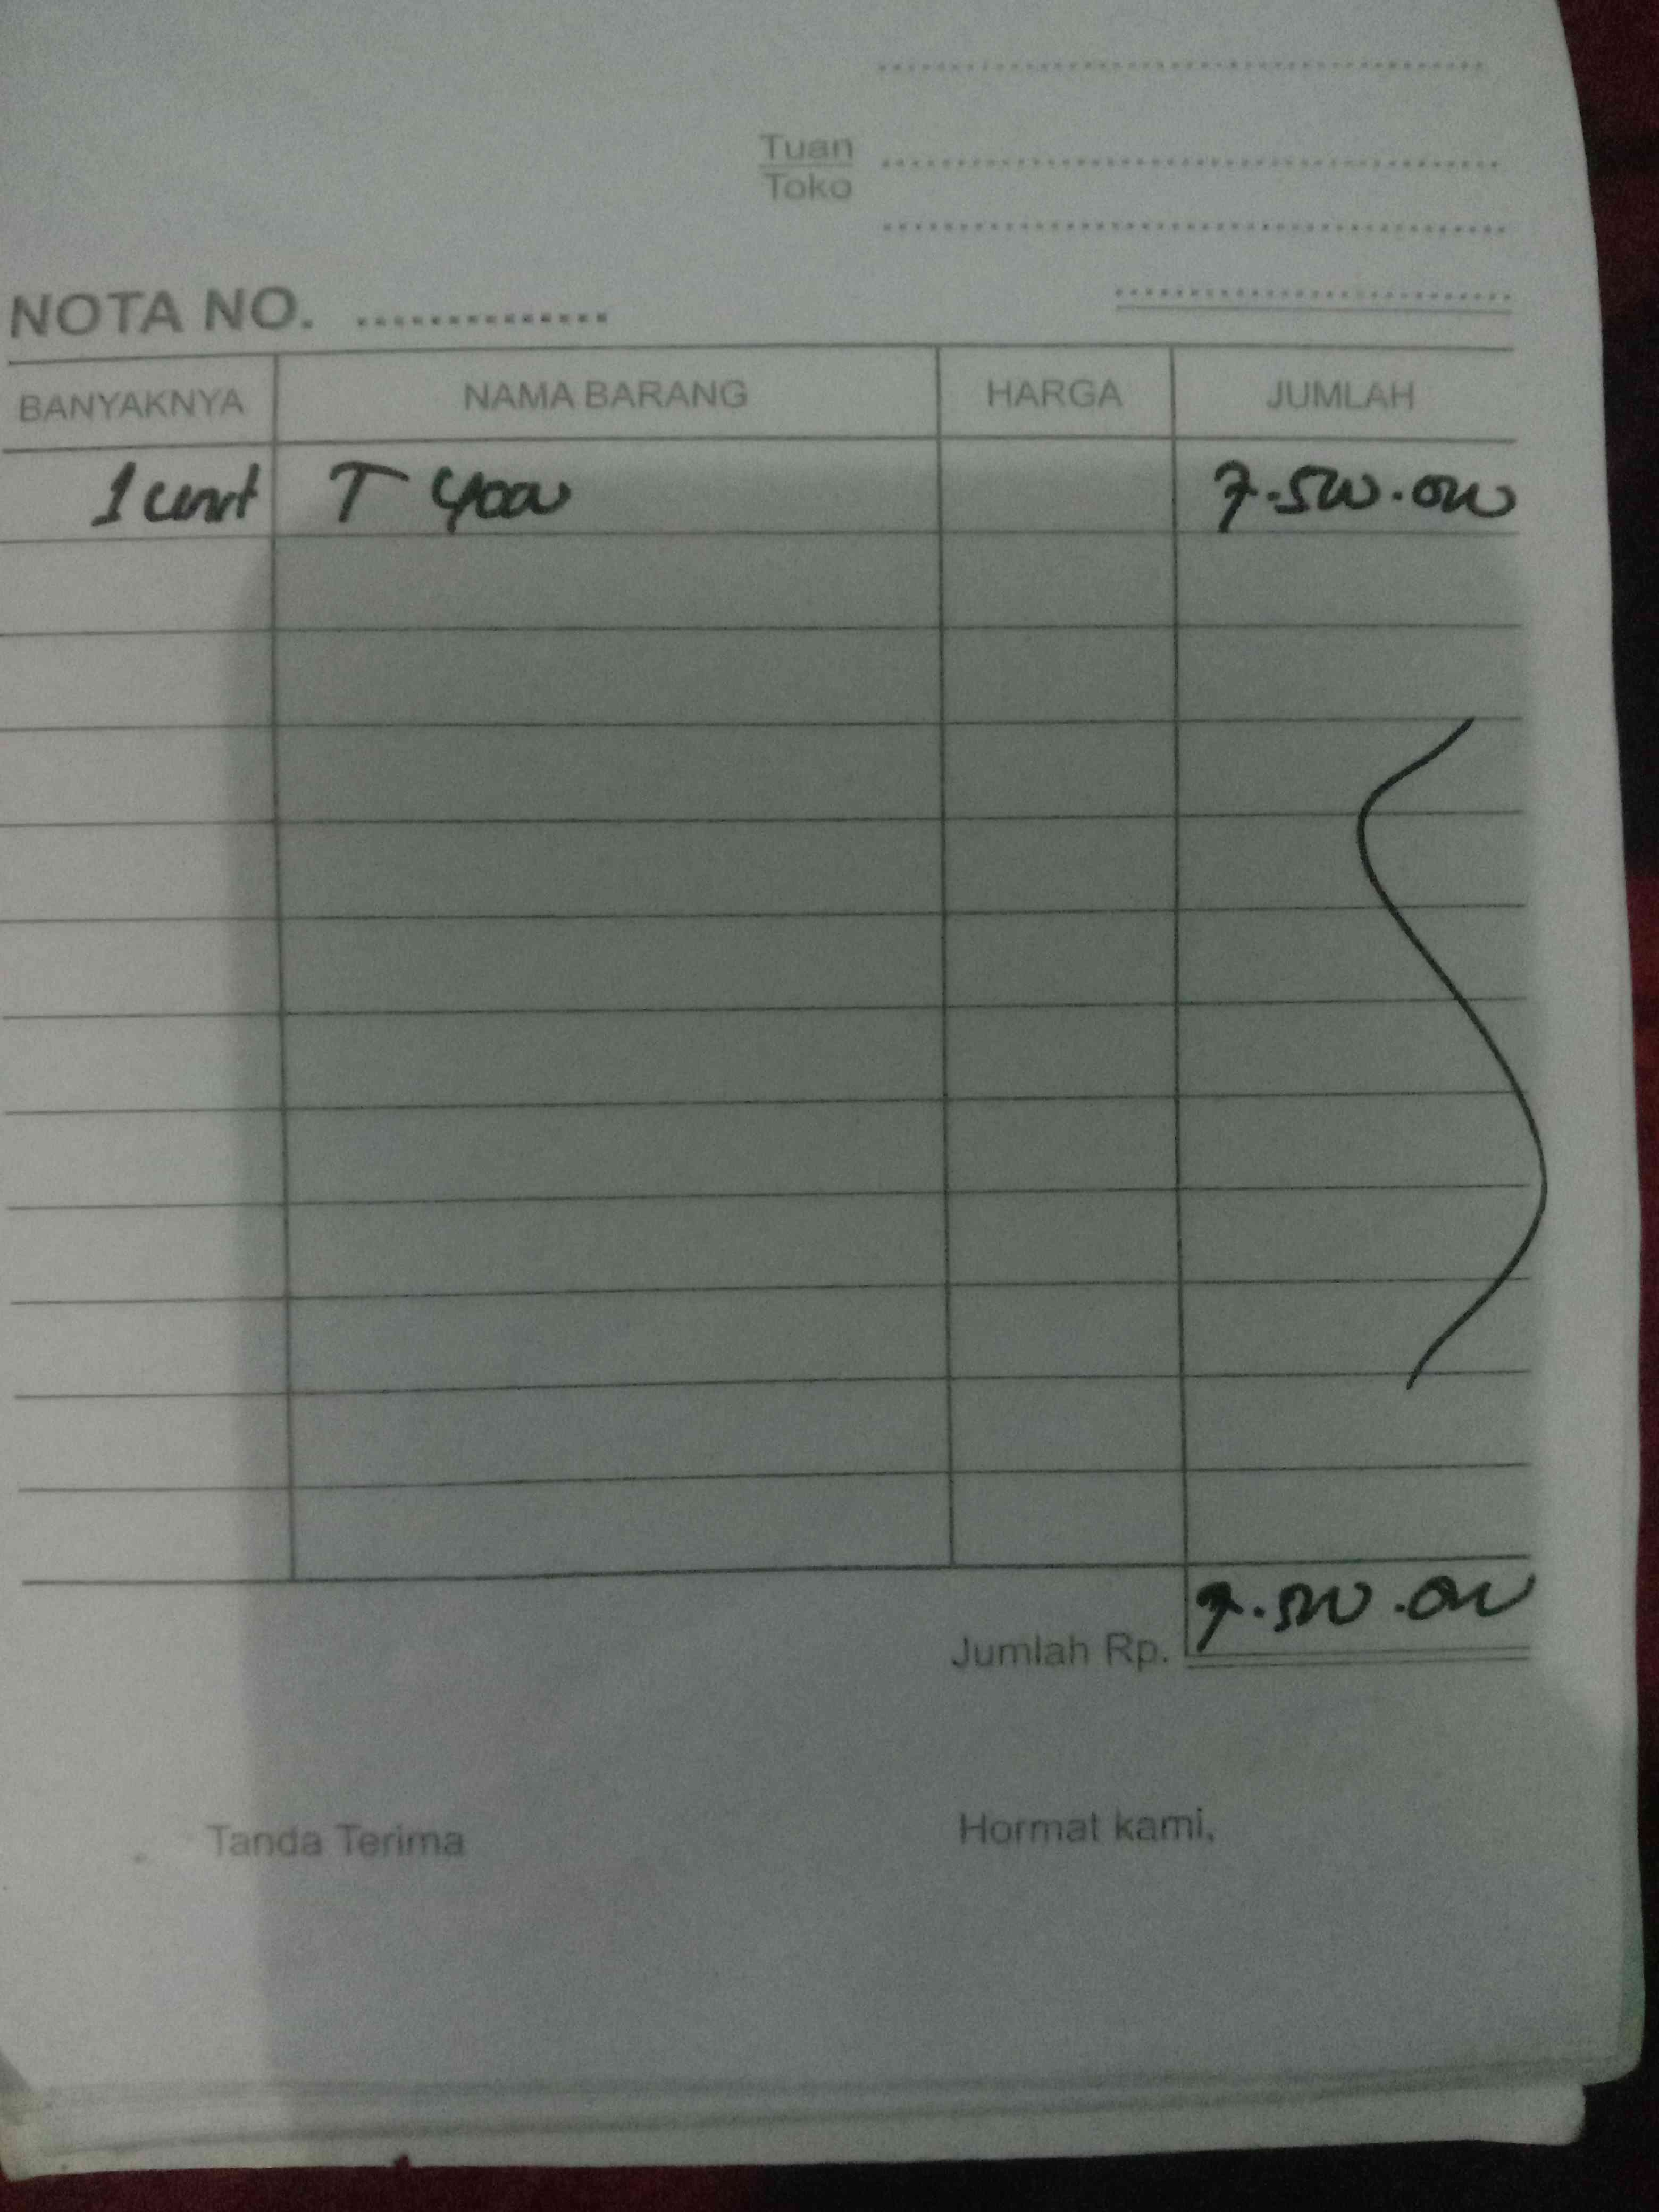 Tuan
Toko
NOTA NO. ..............
BANYAKNYA NAMA BARANG HARGA JUMLAH
1 unit T 4000 7.500.000
Jumlah Rp. 7.500.000
Tanda Terima Hormat kami,